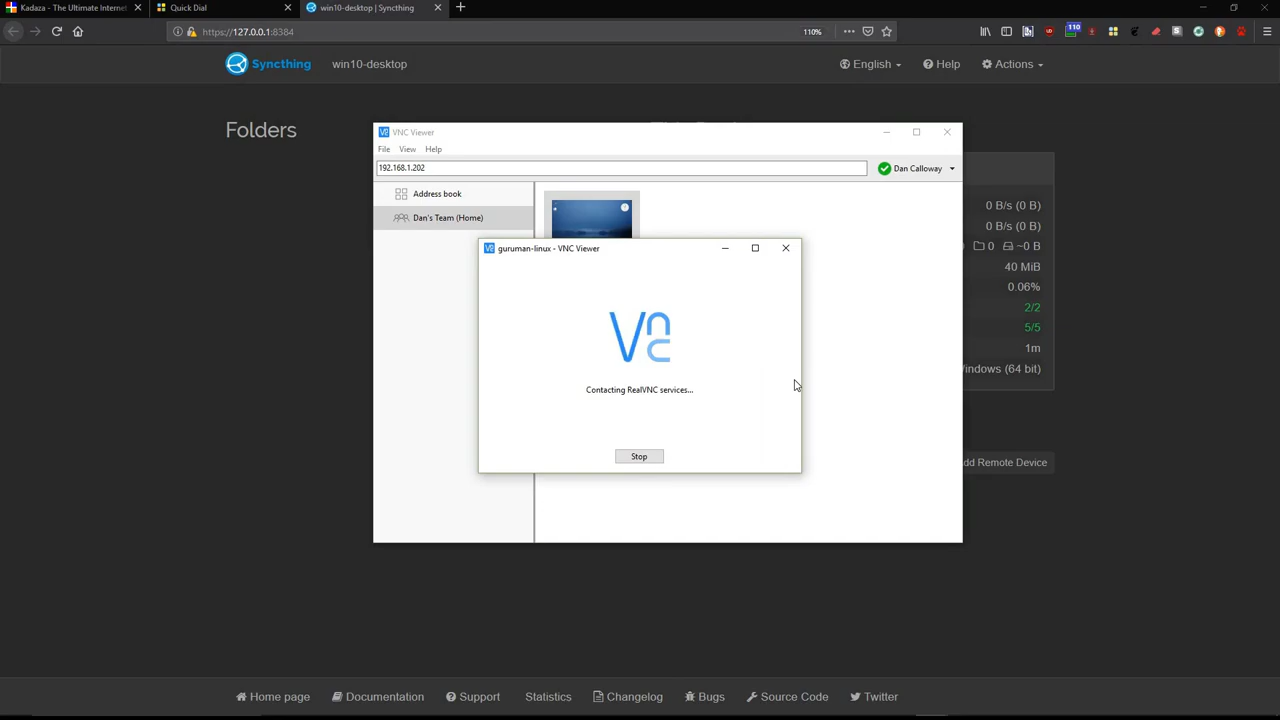 Kadaza - The Ultimate Internet
Quick Dial
win10-desktop | Syncthing
https://127.0.0.1:8384
110%
110
Syncthing
win10-desktop
English
Help
Actions
Folders
VNC Viewer
File View Help
192.168.1.202
Dan Calloway
Address book
Dan's Team (Home)
guruman-linux - VNC Viewer
Vnc
Contacting RealVNC services...
Stop
0 B/s (0 B)
0 B/s (0 B)
0 ~0 B
40 MiB
0.06%
2/2
5/5
1m
indows (64 bit)
dd Remote Device
Home page
Documentation
Support
Statistics
Changelog
Bugs
Source Code
Twitter